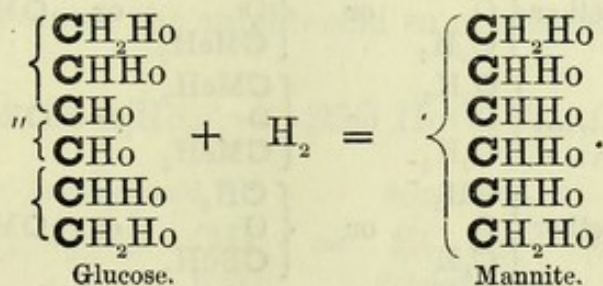 CH₂Ho CH₂Ho
CHHo CHHo
CHo CHHo
" CHo + H₂ = CHHo .
CHHo CHHo
CH₂Ho CH₂Ho
Glucose. Mannite.